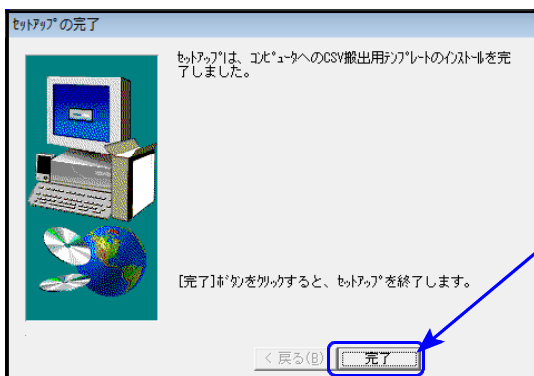 ｾｯﾄｱｯﾌﾟの完了
ｾｯﾄｱｯﾌﾟは、ｺﾝﾋﾟｭｰﾀへのCSV搬出用ﾃﾝﾌﾟﾚｰﾄのｲﾝｽﾄｰﾙを完
了しました。
[完了]ﾎﾞﾀﾝをｸﾘｯｸすると、ｾｯﾄｱｯﾌﾟを終了します。
< 戻る(B)
完了